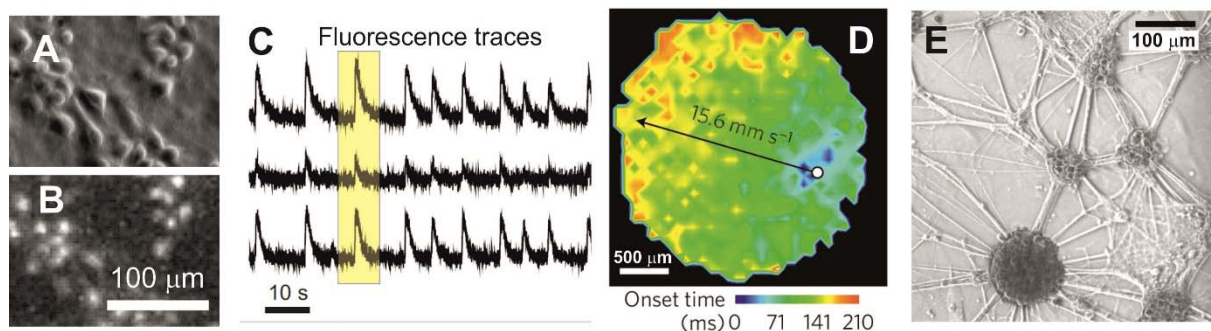 A
B
100 μm
C
Fluorescence traces
10 s
D
15.6 mm s⁻¹
500 μm
Onset time
(ms) 0 71 141 210
E
100 μm